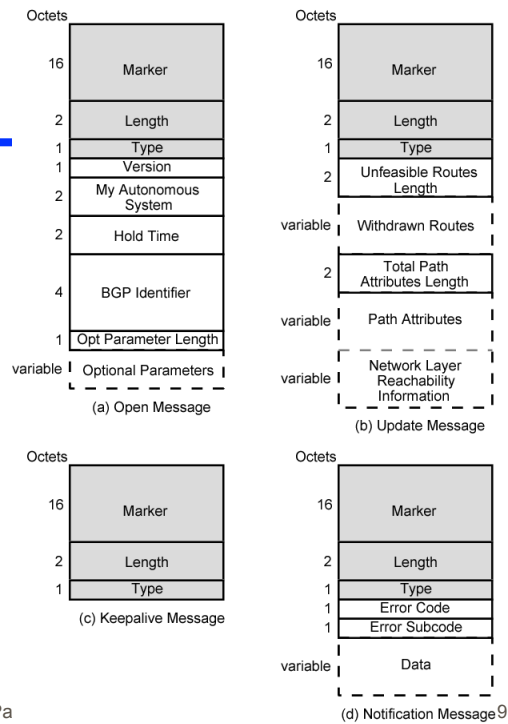 Octets
16 Marker
2 Length
1 Type
1 Version
2 My Autonomous
System
2 Hold Time
4 BGP Identifier
1 Opt Parameter Length
variable Optional Parameters
(a) Open Message
Octets
16 Marker
2 Length
1 Type
2 Unfeasible Routes
Length
variable Withdrawn Routes
2 Total Path
Attributes Length
variable Path Attributes
variable Network Layer
Reachability
Information
(b) Update Message
Octets
16 Marker
2 Length
1 Type
(c) Keepalive Message
Octets
16 Marker
2 Length
1 Type
1 Error Code
1 Error Subcode
variable Data
(d) Notification Message
9